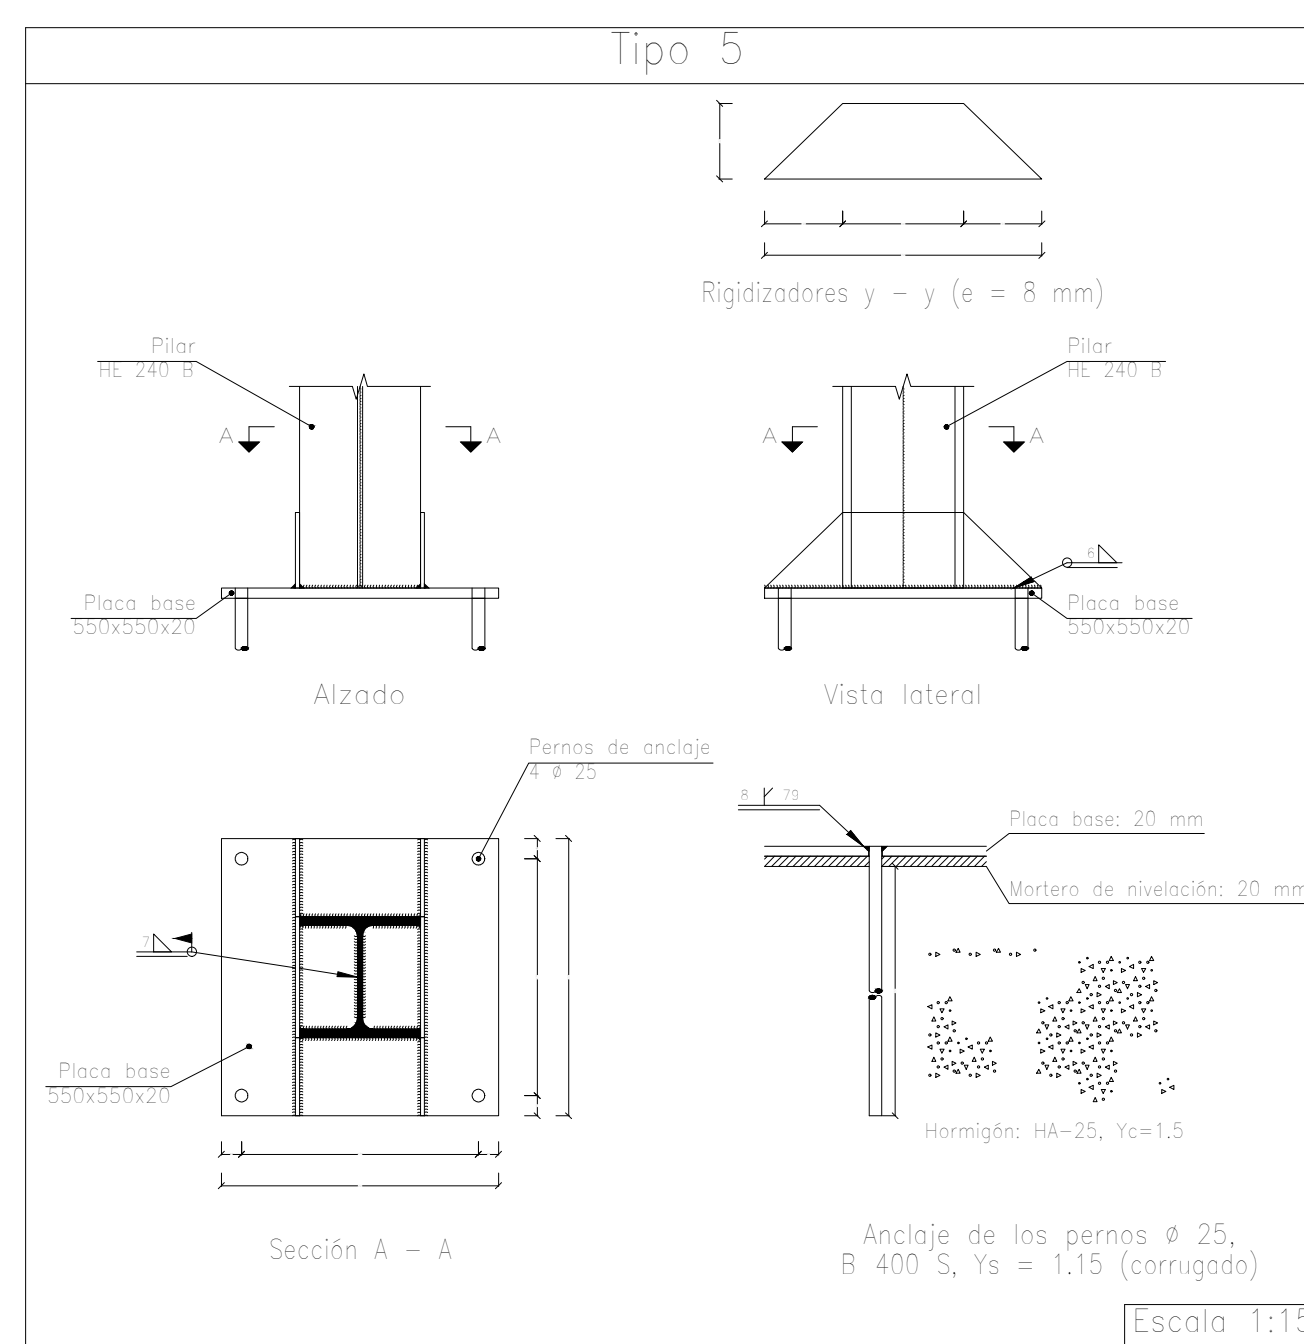 Tipo 5
Rigidizadores y - y (e = 8 mm)
Pilar
HE 240 B
A
A
Placa base
550x550x20
Alzado
Pilar
HE 240 B
A
A
6
Placa base
550x550x20
Vista lateral
Pernos de anclaje
4 ø 25
7
Placa base
550x550x20
Sección A - A
8 79
Placa base: 20 mm
Mortero de nivelación: 20 mm
Hormigón: HA-25, Yc=1.5
Anclaje de los pernos ø 25,
B 400 S, Ys = 1.15 (corrugado)
Escala 1:15